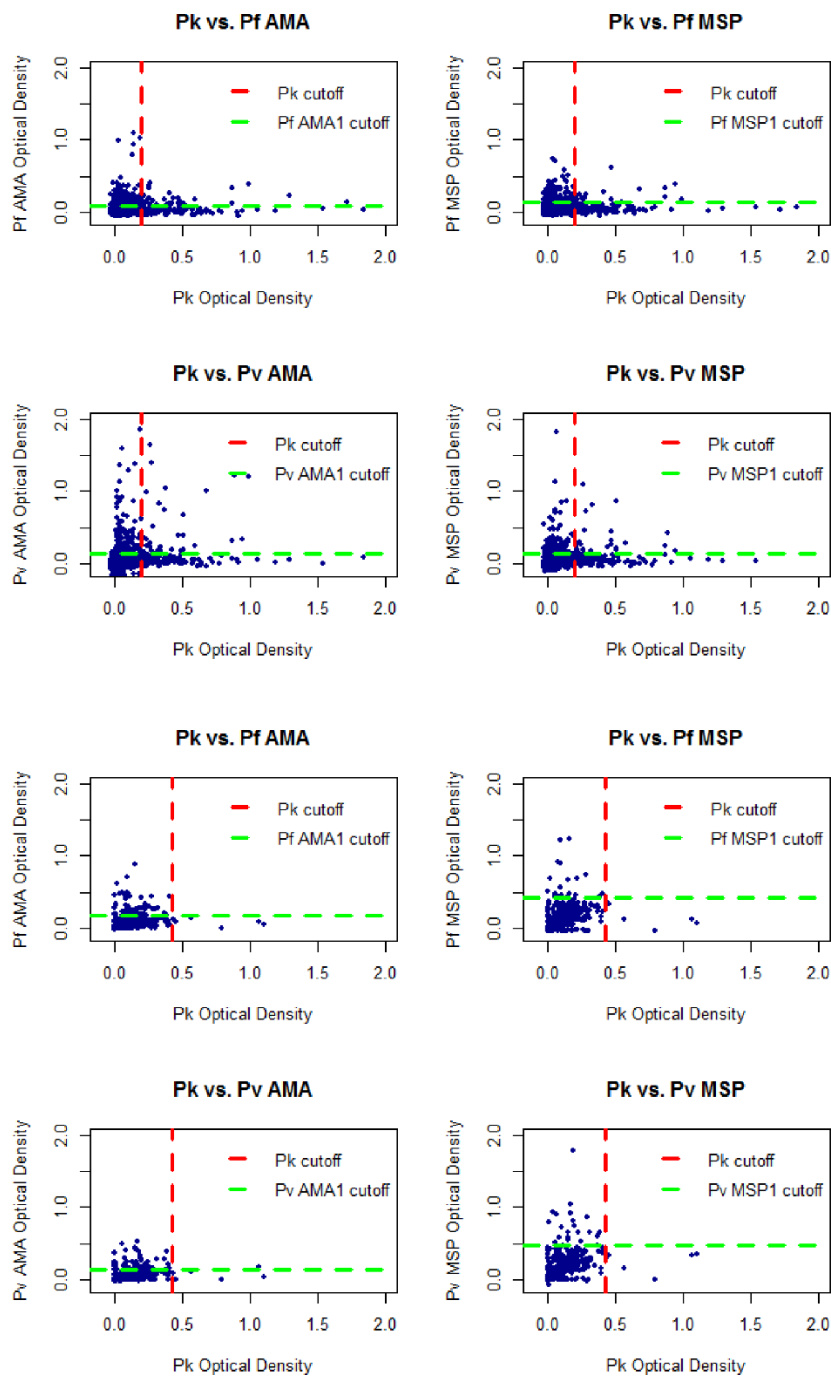 Pk vs. Pf AMA
Pf AMA Optical Density
2.0
1.0
0.0
Pk cutoff
Pf AMA1 cutoff
0.0 0.5 1.0 1.5 2.0
Pk Optical Density
Pk vs. Pf MSP
Pf MSP Optical Density
2.0
1.0
0.0
Pk cutoff
Pf MSP1 cutoff
0.0 0.5 1.0 1.5 2.0
Pk Optical Density
Pk vs. Pv AMA
Pv AMA Optical Density
2.0
1.0
0.0
Pk cutoff
Pv AMA1 cutoff
0.0 0.5 1.0 1.5 2.0
Pk Optical Density
Pk vs. Pv MSP
Pv MSP Optical Density
2.0
1.0
0.0
Pk cutoff
Pv MSP1 cutoff
0.0 0.5 1.0 1.5 2.0
Pk Optical Density
Pk vs. Pf AMA
Pf AMA Optical Density
2.0
1.0
0.0
Pk cutoff
Pf AMA1 cutoff
0.0 0.5 1.0 1.5 2.0
Pk Optical Density
Pk vs. Pf MSP
Pf MSP Optical Density
2.0
1.0
0.0
Pk cutoff
Pf MSP1 cutoff
0.0 0.5 1.0 1.5 2.0
Pk Optical Density
Pk vs. Pv AMA
Pv AMA Optical Density
2.0
1.0
0.0
Pk cutoff
Pv AMA1 cutoff
0.0 0.5 1.0 1.5 2.0
Pk Optical Density
Pk vs. Pv MSP
Pv MSP Optical Density
2.0
1.0
0.0
Pk cutoff
Pv MSP1 cutoff
0.0 0.5 1.0 1.5 2.0
Pk Optical Density